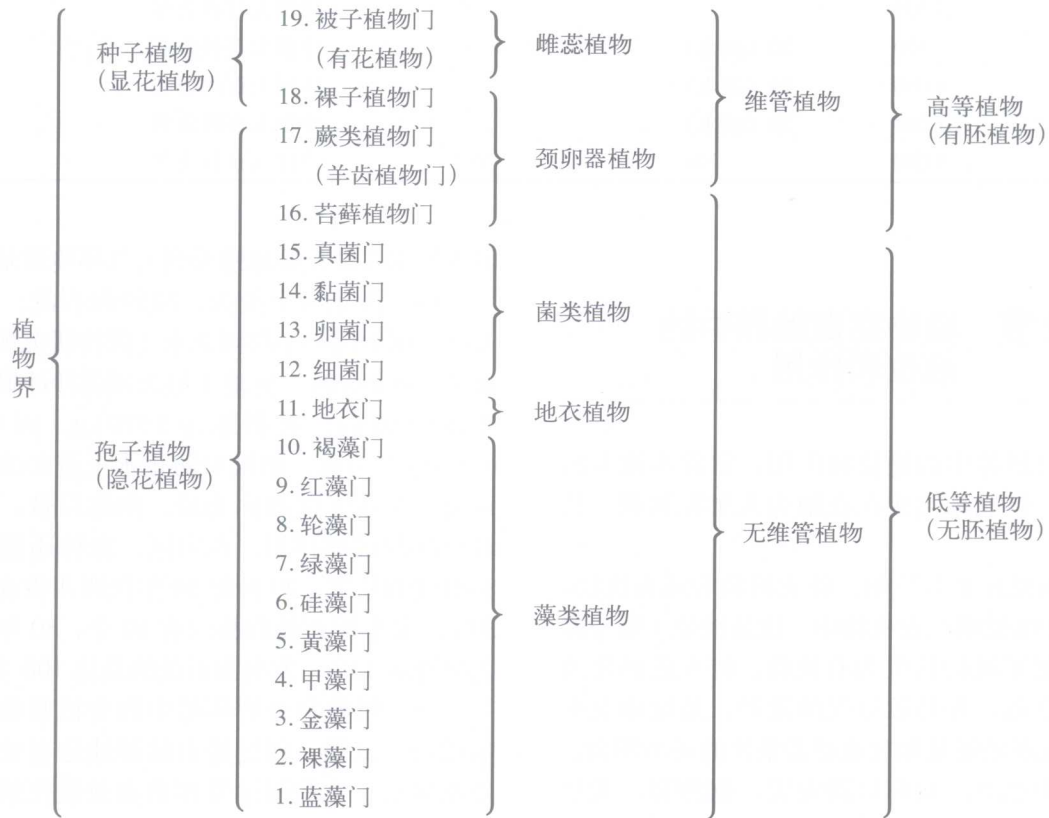 植物界
种子植物
(显花植物)
孢子植物
(隐花植物)
19. 被子植物门
(有花植物)
18. 裸子植物门
17. 蕨类植物门
(羊齿植物门)
16. 苔藓植物门
15. 真菌门
14. 黏菌门
13. 卵菌门
12. 细菌门
11. 地衣门
10. 褐藻门
9. 红藻门
8. 轮藻门
7. 绿藻门
6. 硅藻门
5. 黄藻门
4. 甲藻门
3. 金藻门
2. 裸藻门
1. 蓝藻门
雌蕊植物
颈卵器植物
菌类植物
地衣植物
藻类植物
维管植物
无维管植物
高等植物
(有胚植物)
低等植物
(无胚植物)